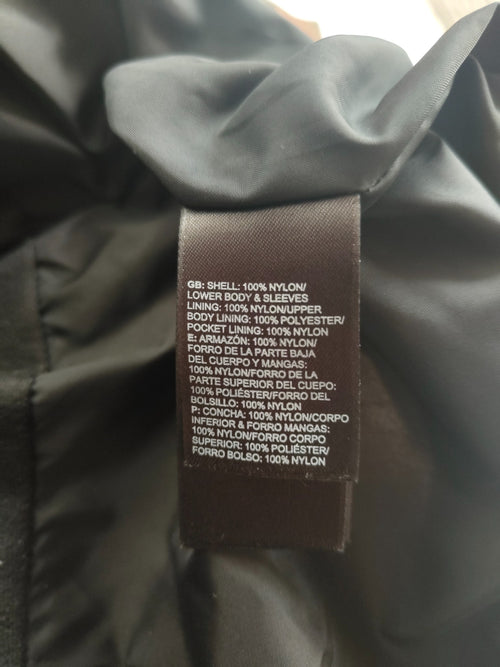 GB: SHELL: 100% NYLON/
LOWER BODY & SLEEVES
LINING: 100% NYLON/UPPER
BODY LINING: 100% POLYESTER/
POCKET LINING: 100% NYLON
E: ARMAZÓN: 100% NYLON/
FORRO DE LA PARTE BAJA
DEL CUERPO Y MANGAS:
100% NYLON/FORRO DE LA
PARTE SUPERIOR DEL CUEPO:
100% POLIÉSTER/FORRO DEL
BOLSILLO: 100% NYLON
P: CONCHA: 100% NYLON/CORPO
INFERIOR & FORRO MANGAS:
100% NYLON/FORRO CORPO
SUPERIOR: 100% POLIÉSTER/
FORRO BOLSO: 100% NYLON